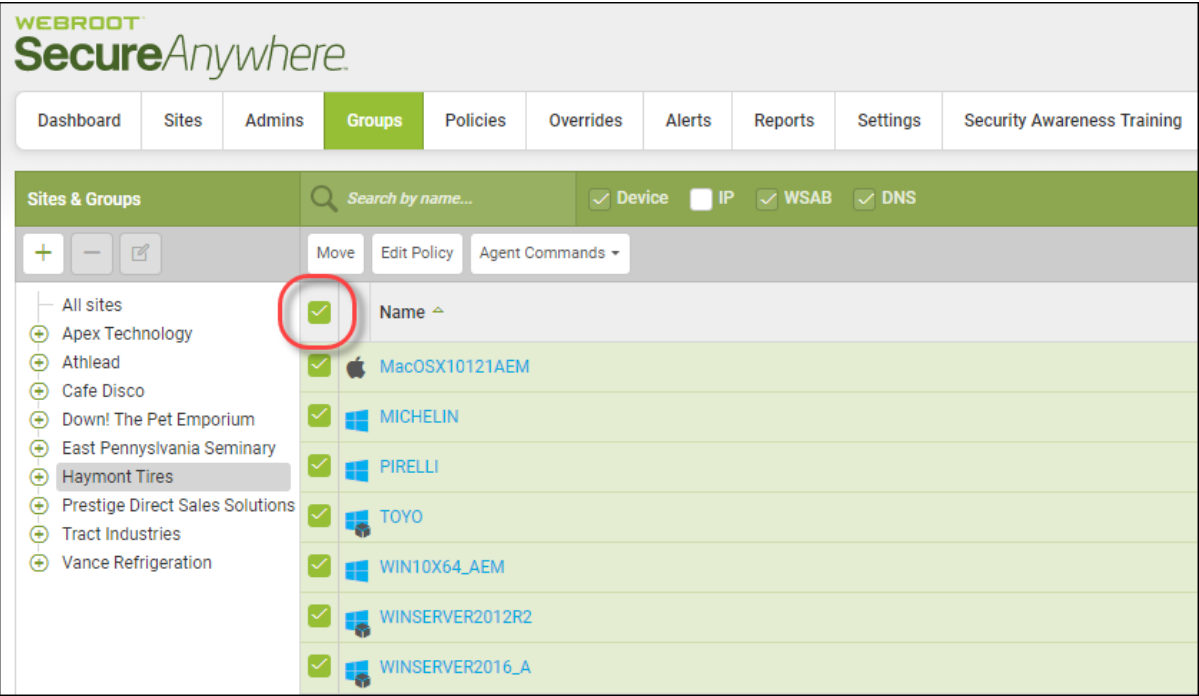 WEBROOT
SecureAnywhere
Dashboard Sites Admins Groups Policies Overrides Alerts Reports Settings Security Awareness Training
Sites & Groups Search by name... Device IP WSAB DNS
Move Edit Policy Agent Commands
All sites
Apex Technology
Athlead
Cafe Disco
Down! The Pet Emporium
East Pennyslvania Seminary
Haymont Tires
Prestige Direct Sales Solutions
Tract Industries
Vance Refrigeration
Name
MacOSX10121AEM
MICHELIN
PIRELLI
TOYO
WIN10X64_AEM
WINSERVER2012R2
WINSERVER2016_A